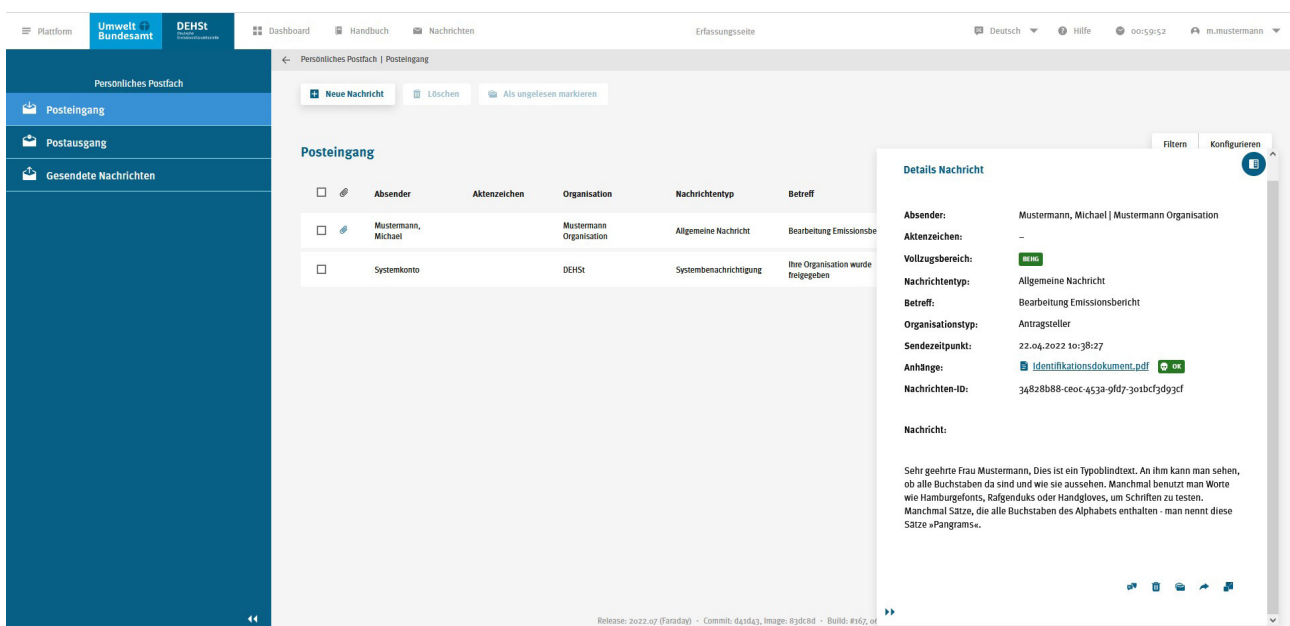 Plattform
Umwelt
Bundesamt
DEHSt
Deutsche
Emissionshandelsstelle
Dashboard
Handbuch
Nachrichten
Erfassungsseite
Deutsch
Hilfe
00:59:52
m.mustermann
Persönliches Postfach | Posteingang
Persönliches Postfach
Posteingang
Postausgang
Gesendete Nachrichten
Neue Nachricht
Löschen
Als ungelesen markieren
Posteingang
Filtern
Konfigurieren
Absender Aktenzeichen Organisation Nachrichtentyp Betreff
Mustermann, Michael Mustermann Organisation Allgemeine Nachricht Bearbeitung Emissionsbe
Systemkonto DEHSt Systembenachrichtigung Ihre Organisation wurde freigegeben
Details Nachricht
Absender: Mustermann, Michael | Mustermann Organisation
Aktenzeichen: –
Vollzugsbereich: BEHG
Nachrichtentyp: Allgemeine Nachricht
Betreff: Bearbeitung Emissionsbericht
Organisationstyp: Antragsteller
Sendezeitpunkt: 22.04.2022 10:38:27
Anhänge: Identifikationsdokument.pdf OK
Nachrichten-ID: 34828b88-ce0c-453a-9fd7-301bcf3d93cf
Nachricht:
Sehr geehrte Frau Mustermann, Dies ist ein Typoblindtext. An ihm kann man sehen,
ob alle Buchstaben da sind und wie sie aussehen. Manchmal benutzt man Worte
wie Hamburgefonts, Rafgenduks oder Handgloves, um Schriften zu testen.
Manchmal Sätze, die alle Buchstaben des Alphabets enthalten - man nennt diese
Sätze »Pangrams«.
Release: 2022.07 (Faraday) - Commit: d41d43, Image: 83dc8d - Build: #167, 06